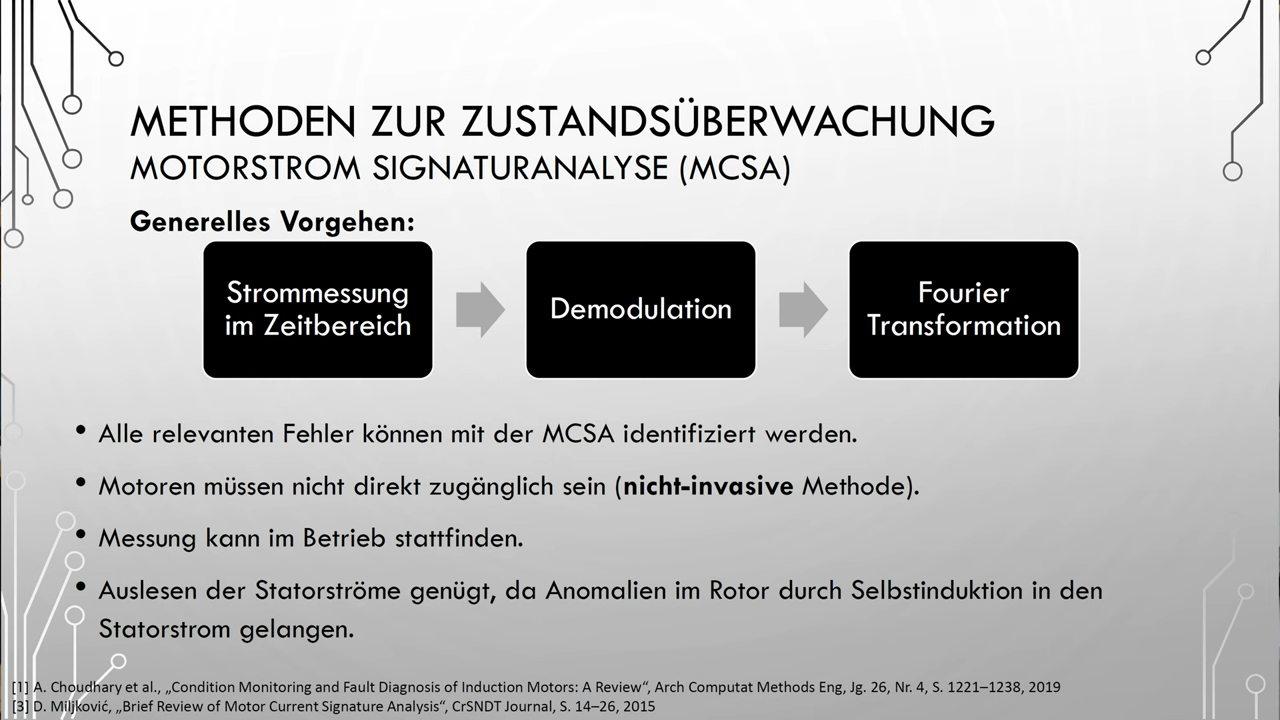 METHODEN ZUR ZUSTANDSÜBERWACHUNG
MOTORSTROM SIGNATURANALYSE (MCSA)
Generelles Vorgehen:
Strommessung
im Zeitbereich
Demodulation
Fourier
Transformation
• Alle relevanten Fehler können mit der MCSA identifiziert werden.
• Motoren müssen nicht direkt zugänglich sein (nicht-invasive Methode).
• Messung kann im Betrieb stattfinden.
• Auslesen der Statorströme genügt, da Anomalien im Rotor durch Selbstinduktion in den
Statorstrom gelangen.
[1] A. Choudhary et al., „Condition Monitoring and Fault Diagnosis of Induction Motors: A Review“, Arch Computat Methods Eng, Jg. 26, Nr. 4, S. 1221–1238, 2019
[3] D. Miljković, „Brief Review of Motor Current Signature Analysis“, CrSNDT Journal, S. 14–26, 2015